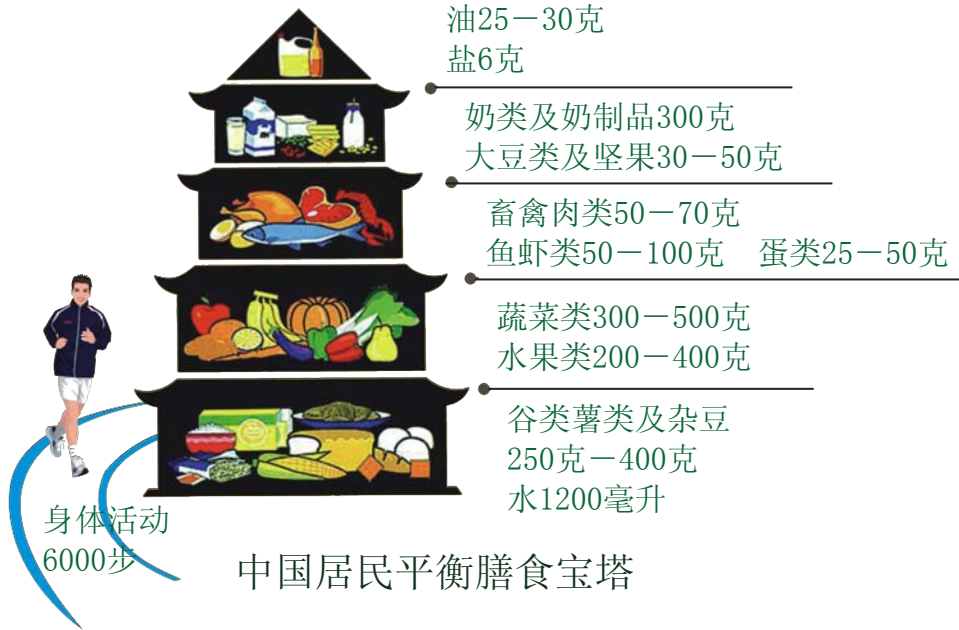 油25－30克
盐6克
奶类及奶制品300克
大豆类及坚果30－50克
畜禽肉类50－70克
鱼虾类50－100克　蛋类25－50克
蔬菜类300－500克
水果类200－400克
谷类薯类及杂豆
250克－400克
水1200毫升
身体活动
6000步
中国居民平衡膳食宝塔